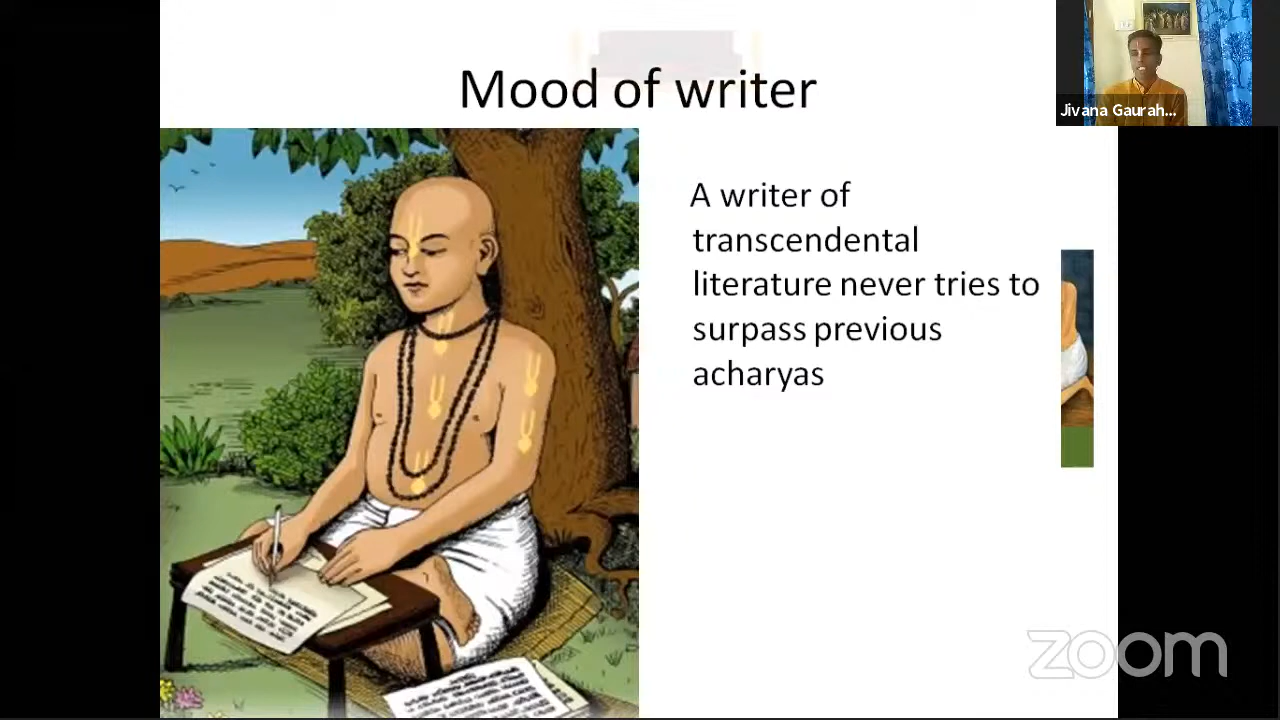 Mood of writer
Jivana Gaurah...
A writer of
transcendental
literature never tries to
surpass previous
acharyas
zoom